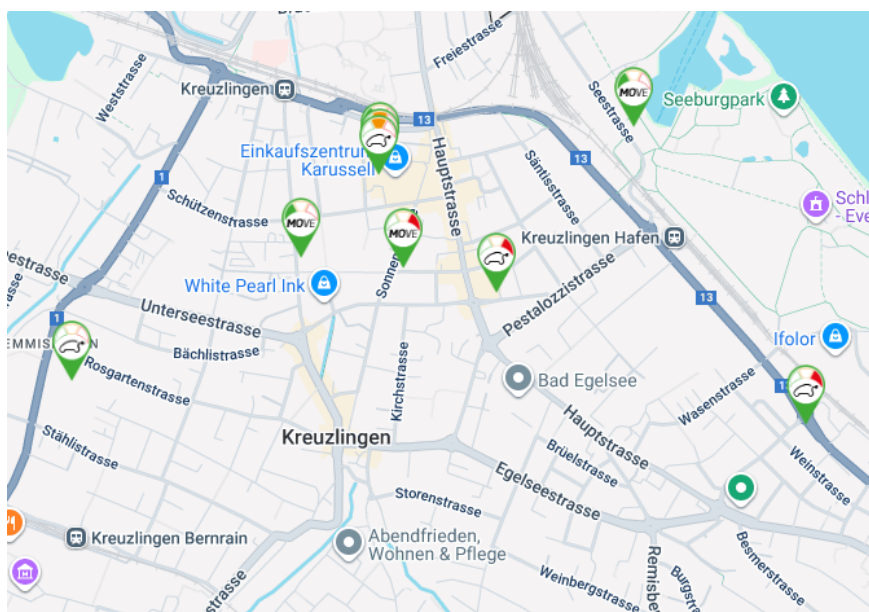 Freiestrasse
Weststrasse
Kreuzlingen
MOVE
Seestrasse
Seeburgpark
13
Einkaufszentrum
Karussell
Hauptstrasse
13
Säntisstrasse
1
Schützenstrasse
MOVE
MOVE
Kreuzlingen Hafen
White Pearl Ink
Pestalozzistrasse
13
Unterseestrasse
1
Bächlistrasse
Ifolor
Rosgartenstrasse
Kirchstrasse
Bad Egelsee
Wasenstrasse
Hauptstrasse
Kreuzlingen
Stählistrasse
Brüelstrasse
Weinstrasse
Egelseestrasse
Storenstrasse
Kreuzlingen Bernrain
Abendfrieden,
Wohnen & Pflege
Besmerstrasse
Weinbergstrasse